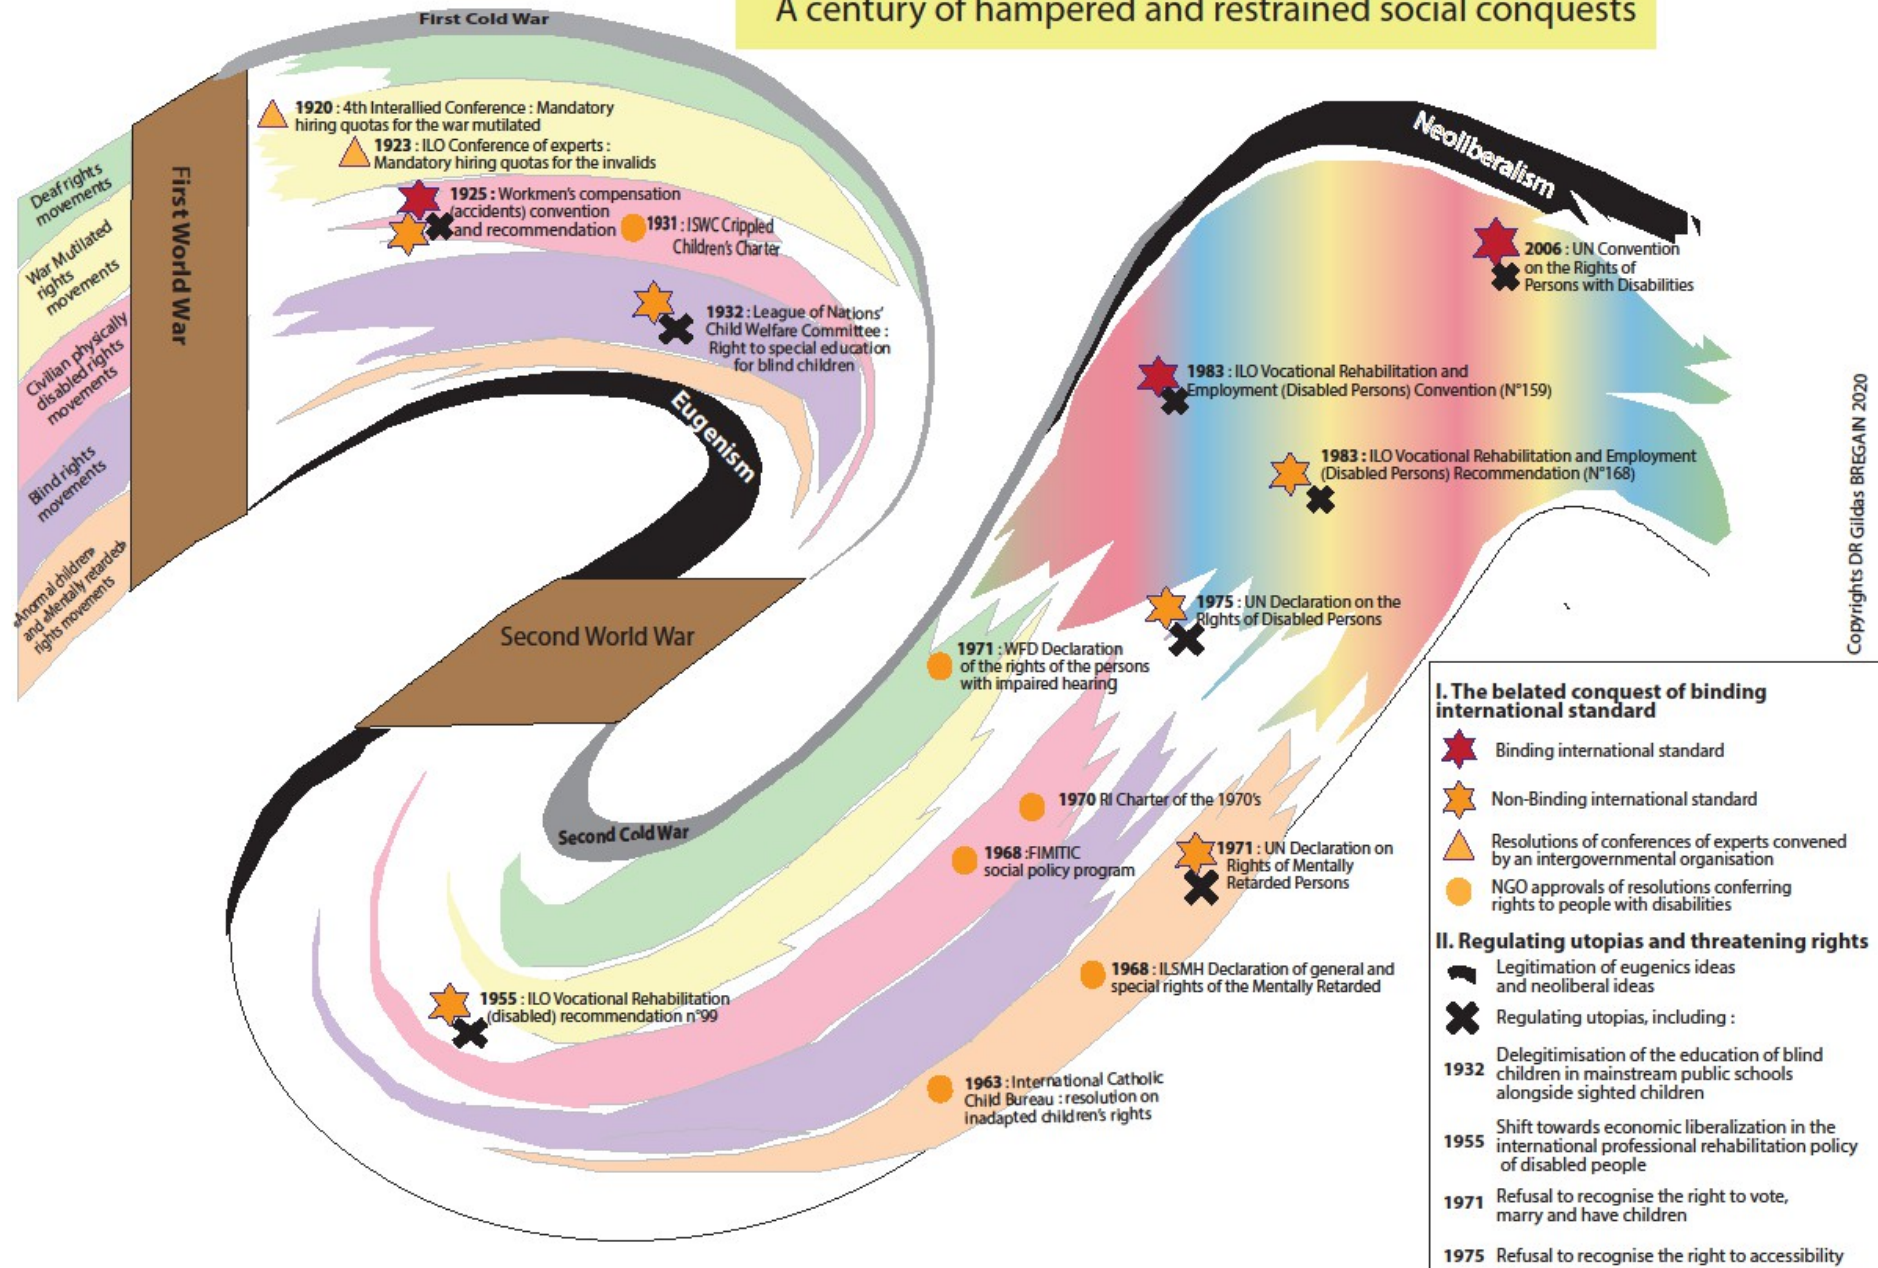 A century of hampered and restrained social conquests
First Cold War
Deaf rights
movements
War Mutilated
rights
movements
Civilian physically
disabled rights
movements
Blind rights
movements
«Anormal children»
and «Mentally retarded»
rights movements
First World War
1920 : 4th Interallied Conference : Mandatory
hiring quotas for the war mutilated
1923 : ILO Conference of experts :
Mandatory hiring quotas for the invalids
1925 : Workmen's compensation
(accidents) convention
and recommendation
1931 : ISWC Crippled
Children's Charter
1932 : League of Nations'
Child Welfare Committee :
Right to special education
for blind children
Eugenism
Second World War
Second Cold War
Neoliberalism
2006 : UN Convention
on the Rights of
Persons with Disabilities
1983 : ILO Vocational Rehabilitation and
Employment (Disabled Persons) Convention (N°159)
1983 : ILO Vocational Rehabilitation and Employment
(Disabled Persons) Recommendation (N°168)
1975 : UN Declaration on the
Rights of Disabled Persons
1971 : WFD Declaration
of the rights of the persons
with impaired hearing
1970 RI Charter of the 1970's
1968 :FIMITIC
social policy program
1971 : UN Declaration on
Rights of Mentally
Retarded Persons
1968 : ILSMH Declaration of general and
special rights of the Mentally Retarded
1955 : ILO Vocational Rehabilitation
(disabled) recommendation n°99
1963 : International Catholic
Child Bureau : resolution on
inadapted children's rights
Copyrights DR Gildas BREGAIN 2020
I. The belated conquest of binding
international standard
Binding international standard
Non-Binding international standard
Resolutions of conferences of experts convened
by an intergovernmental organisation
NGO approvals of resolutions conferring
rights to people with disabilities
II. Regulating utopias and threatening rights
Legitimation of eugenics ideas
and neoliberal ideas
Regulating utopias, including :
1932 Delegitimisation of the education of blind
children in mainstream public schools
alongside sighted children
1955 Shift towards economic liberalization in the
international professional rehabilitation policy
of disabled people
1971 Refusal to recognise the right to vote,
marry and have children
1975 Refusal to recognise the right to accessibility